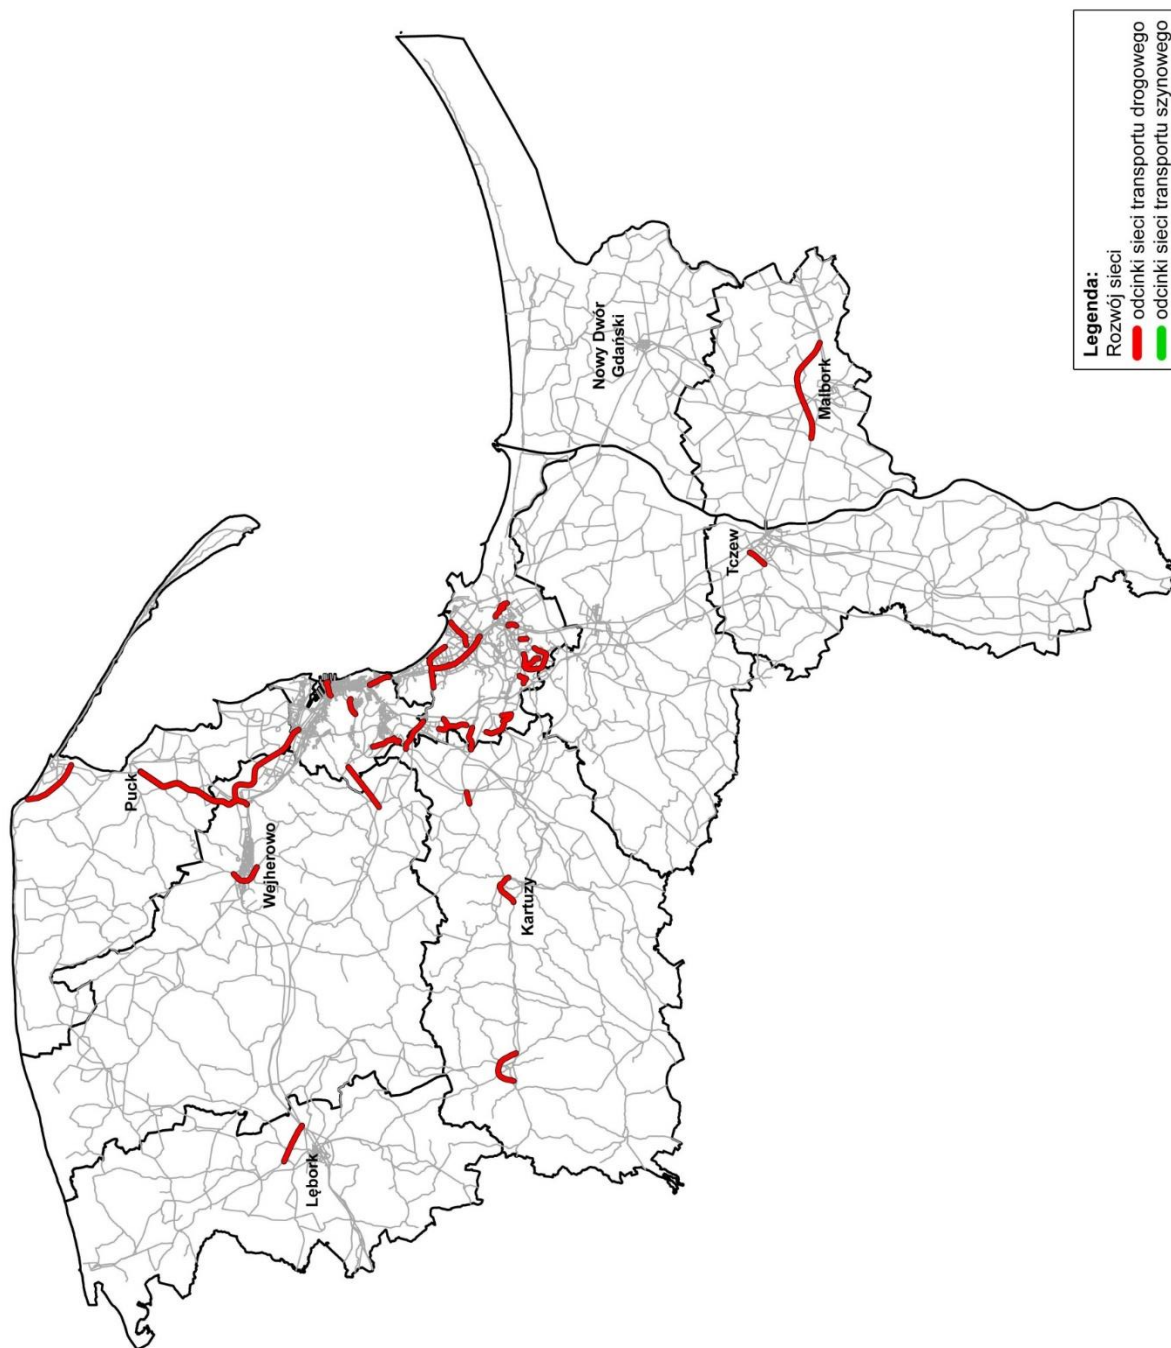 Puck
Wejherowo
Lębork
Kartuzy
Nowy Dwór
Gdański
Tczew
Malbork
Legenda:
Rozwój sieci
odcinki sieci transportu drogowego
odcinki sieci transportu szynowego